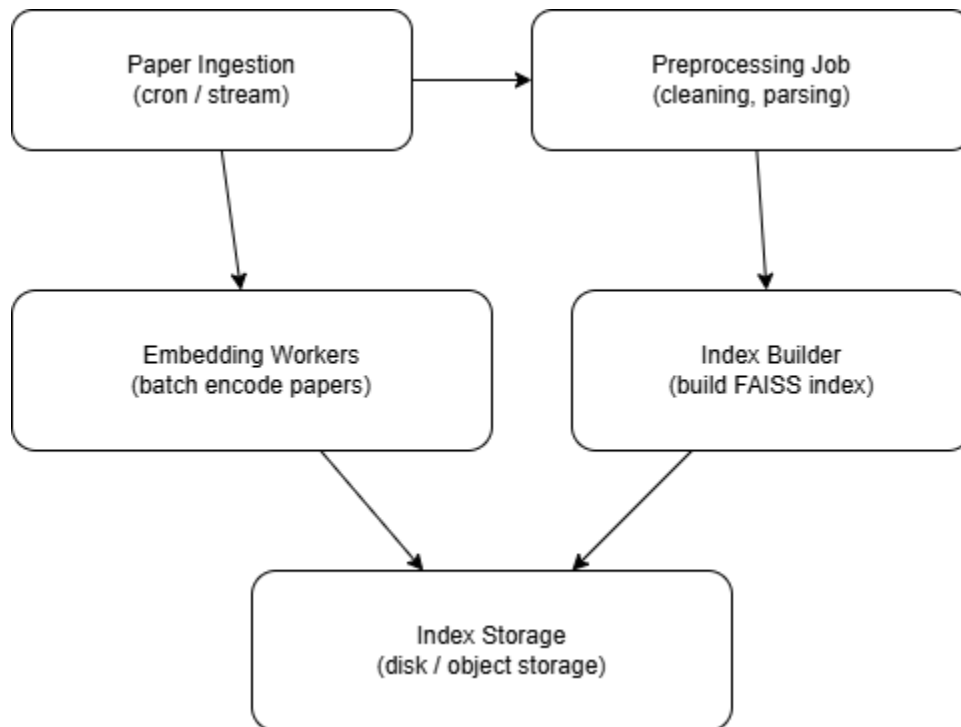 Paper Ingestion
(cron / stream)
Preprocessing Job
(cleaning, parsing)
Embedding Workers
(batch encode papers)
Index Builder
(build FAISS index)
Index Storage
(disk / object storage)